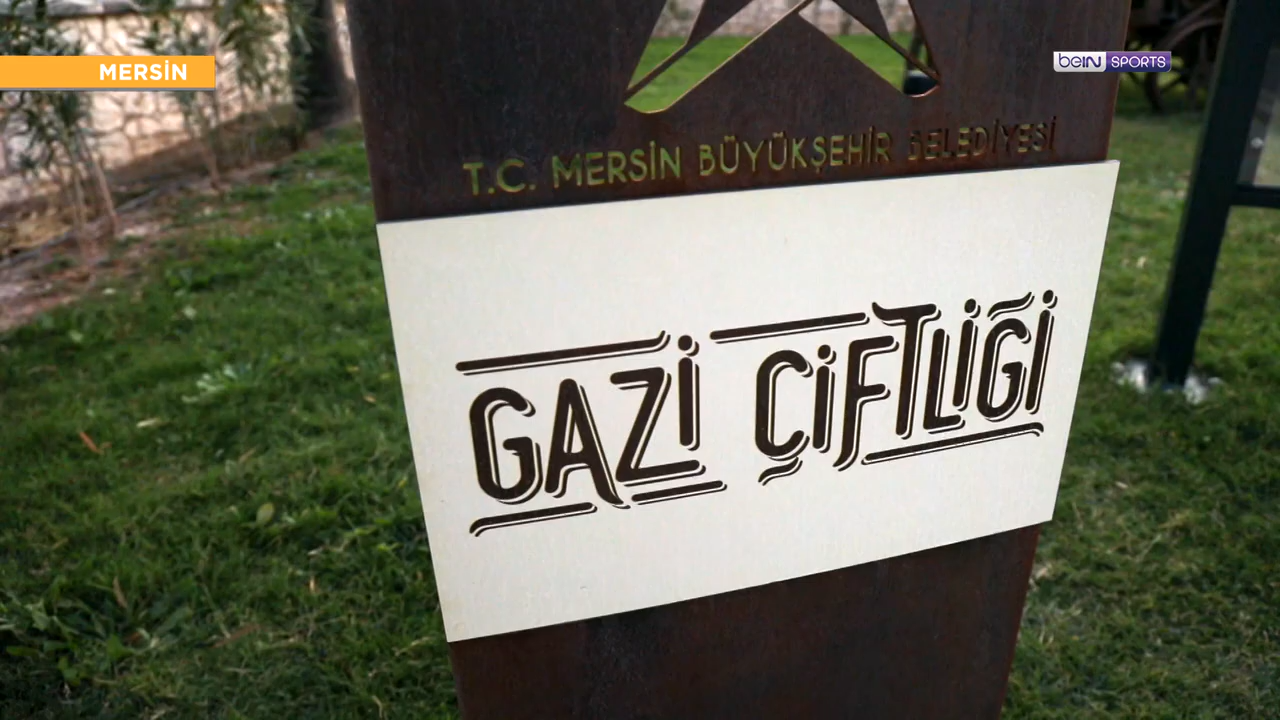 MERSİN
beIN SPORTS
T.C. MERSİN BÜYÜKŞEHİR BELEDİYESİ
GAZİ ÇİFTLİĞİ